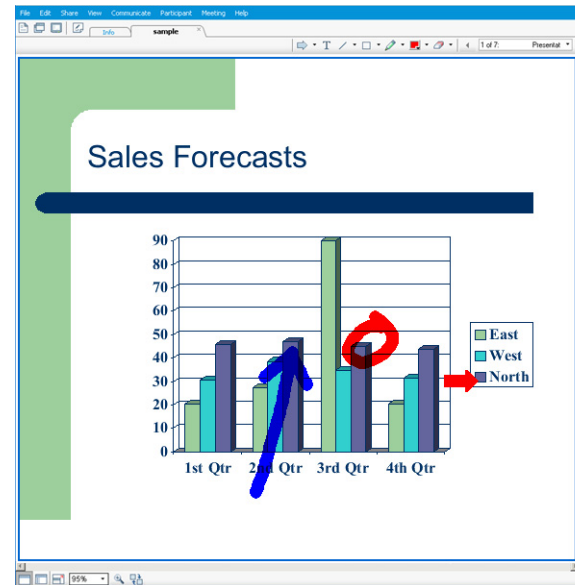 File Edit Share View Communicate Participant Meeting Help
Info sample
T 1 of 7: Presentat
Sales Forecasts
90
80
70
60
50
40
30
20
10
0
East
West
North
1st Qtr 2nd Qtr 3rd Qtr 4th Qtr
95%